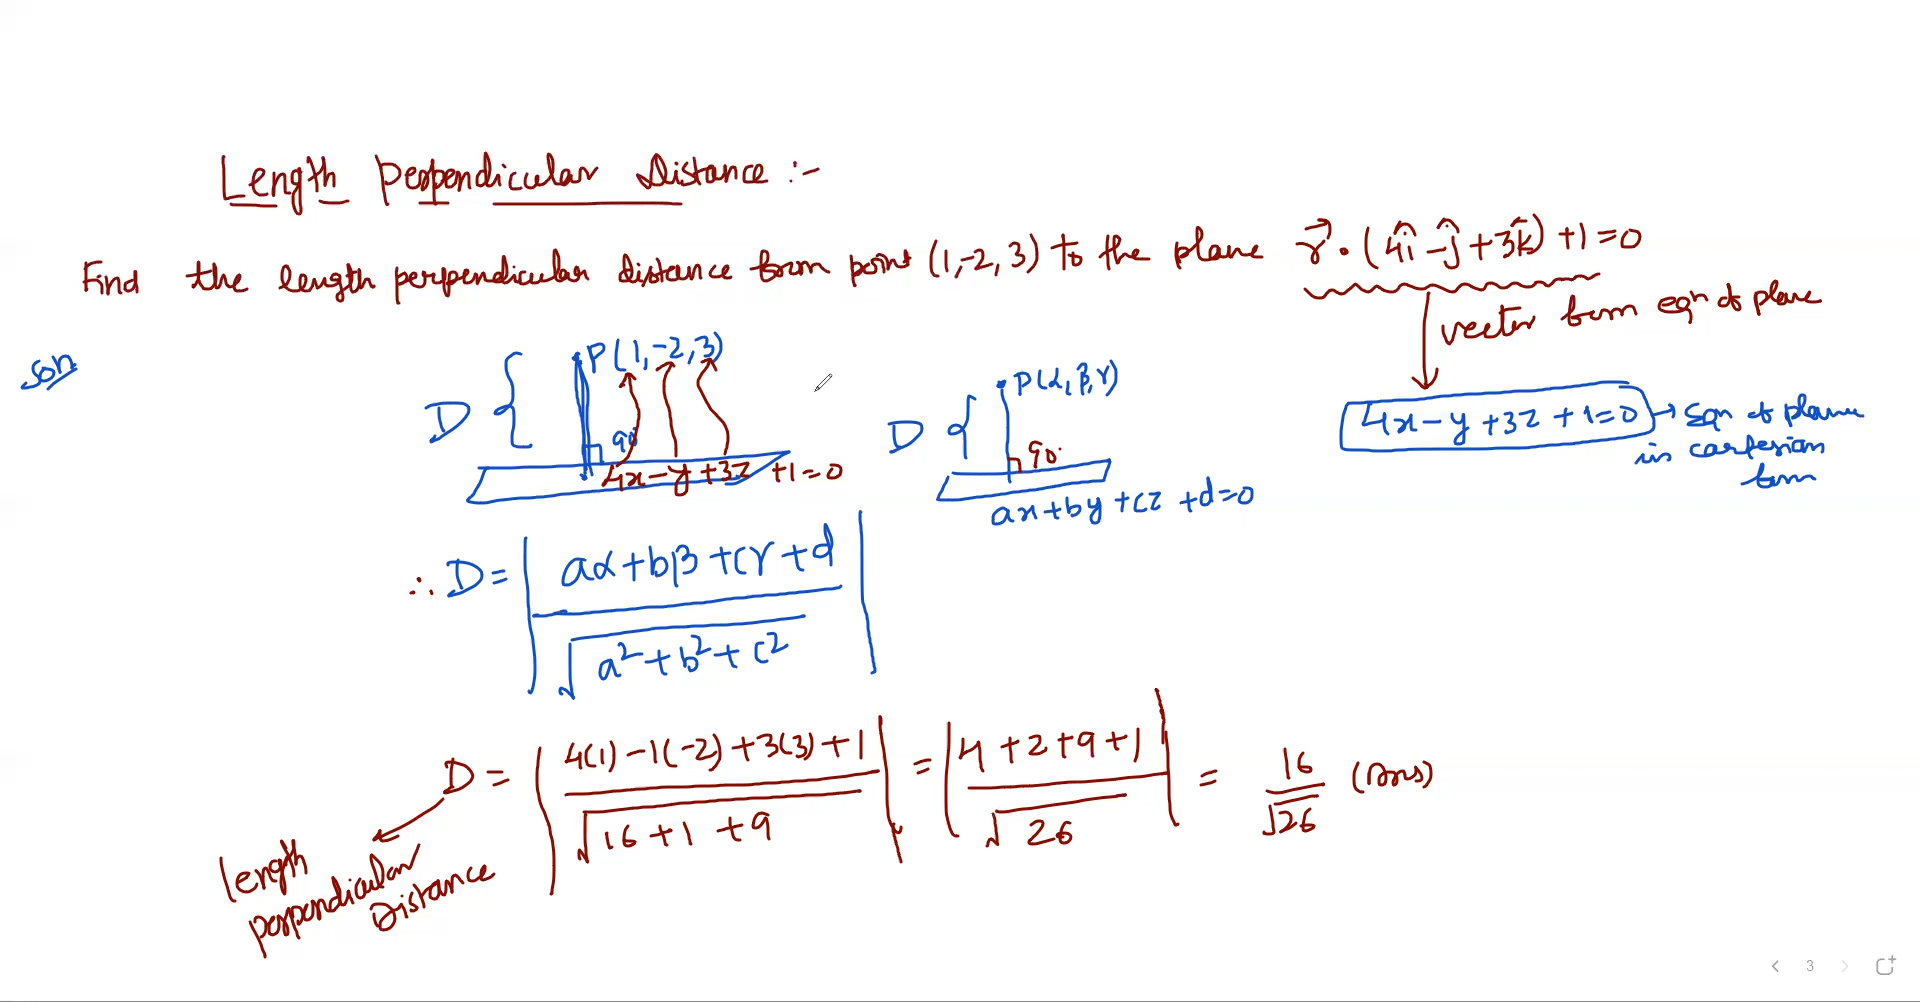 Length Perpendicular Distance :-
Find the length perpendicular distance from point (1,-2,3) to the plane r⃗ · (4î - ĵ + 3k̂) + 1 = 0
vector form eqn of plane
Soln
D { P(1,-2,3)
90°
4x - y + 3z + 1 = 0
D { P(α, β, γ)
90°
ax + by + cz + d = 0
4x - y + 3z + 1 = 0 → Eqn of plane
in cartesian
form
∴ D = | aα + bβ + cγ + d / √a² + b² + c² |
D = | 4(1) - 1(-2) + 3(3) + 1 / √16 + 1 + 9 | = | 4 + 2 + 9 + 1 / √26 | = 16 / √26 (Ans)
length
perpendicular
Distance
3